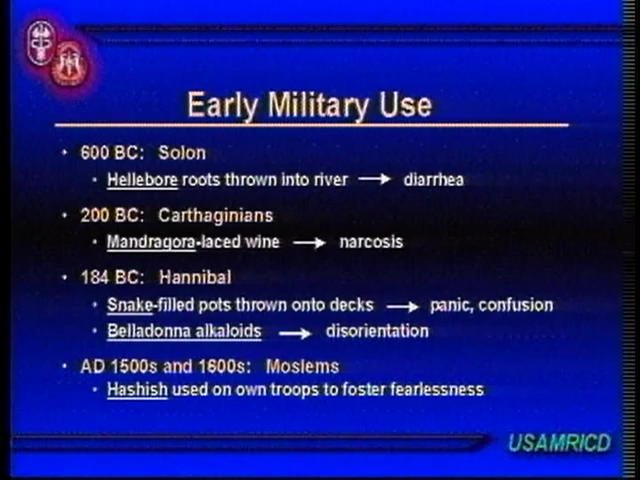 Early Military Use
• 600 BC: Solon
• Hellebore roots thrown into river → diarrhea
• 200 BC: Carthaginians
• Mandragora-laced wine → narcosis
• 184 BC: Hannibal
• Snake-filled pots thrown onto decks → panic, confusion
• Belladonna alkaloids → disorientation
• AD 1500s and 1600s: Moslems
• Hashish used on own troops to foster fearlessness
USAMRICD